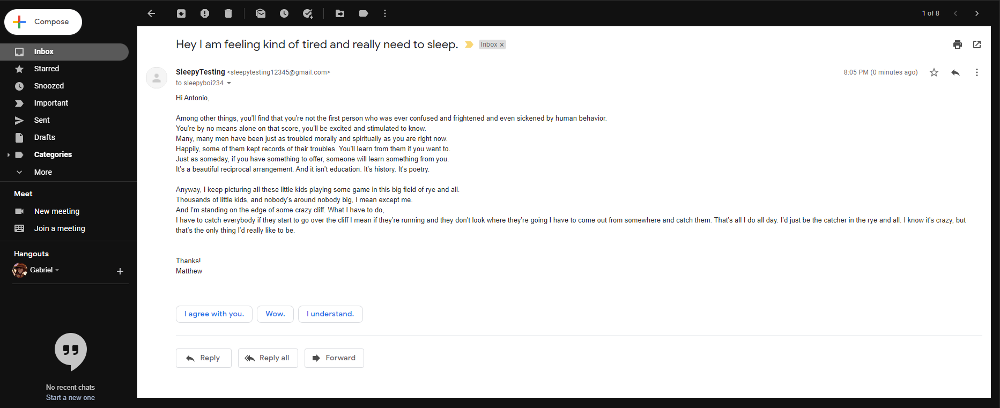 Compose
Inbox
Starred
Snoozed
Important
Sent
Drafts
Categories
More
Meet
New meeting
Join a meeting
Hangouts
Gabriel
No recent chats
Start a new one
1 of 8
Hey I am feeling kind of tired and really need to sleep. Inbox x
SleepyTesting <sleepytesting12345@gmail.com> 8:05 PM (0 minutes ago)
to sleepyboi234
Hi Antonio,
Among other things, you'll find that you're not the first person who was ever confused and frightened and even sickened by human behavior.
You're by no means alone on that score, you'll be excited and stimulated to know.
Many, many men have been just as troubled morally and spiritually as you are right now.
Happily, some of them kept records of their troubles. You'll learn from them if you want to.
Just as someday, if you have something to offer, someone will learn something from you.
It's a beautiful reciprocal arrangement. And it isn't education. It's history. It's poetry.
Anyway, I keep picturing all these little kids playing some game in this big field of rye and all.
Thousands of little kids, and nobody's around nobody big, I mean except me.
And I'm standing on the edge of some crazy cliff. What I have to do,
I have to catch everybody if they start to go over the cliff I mean if they're running and they don't look where they're going I have to come out from somewhere and catch them. That's all I do all day. I'd just be the catcher in the rye and all. I know it's crazy, but
that's the only thing I'd really like to be.
Thanks!
Matthew
I agree with you. Wow. I understand.
Reply Reply all Forward